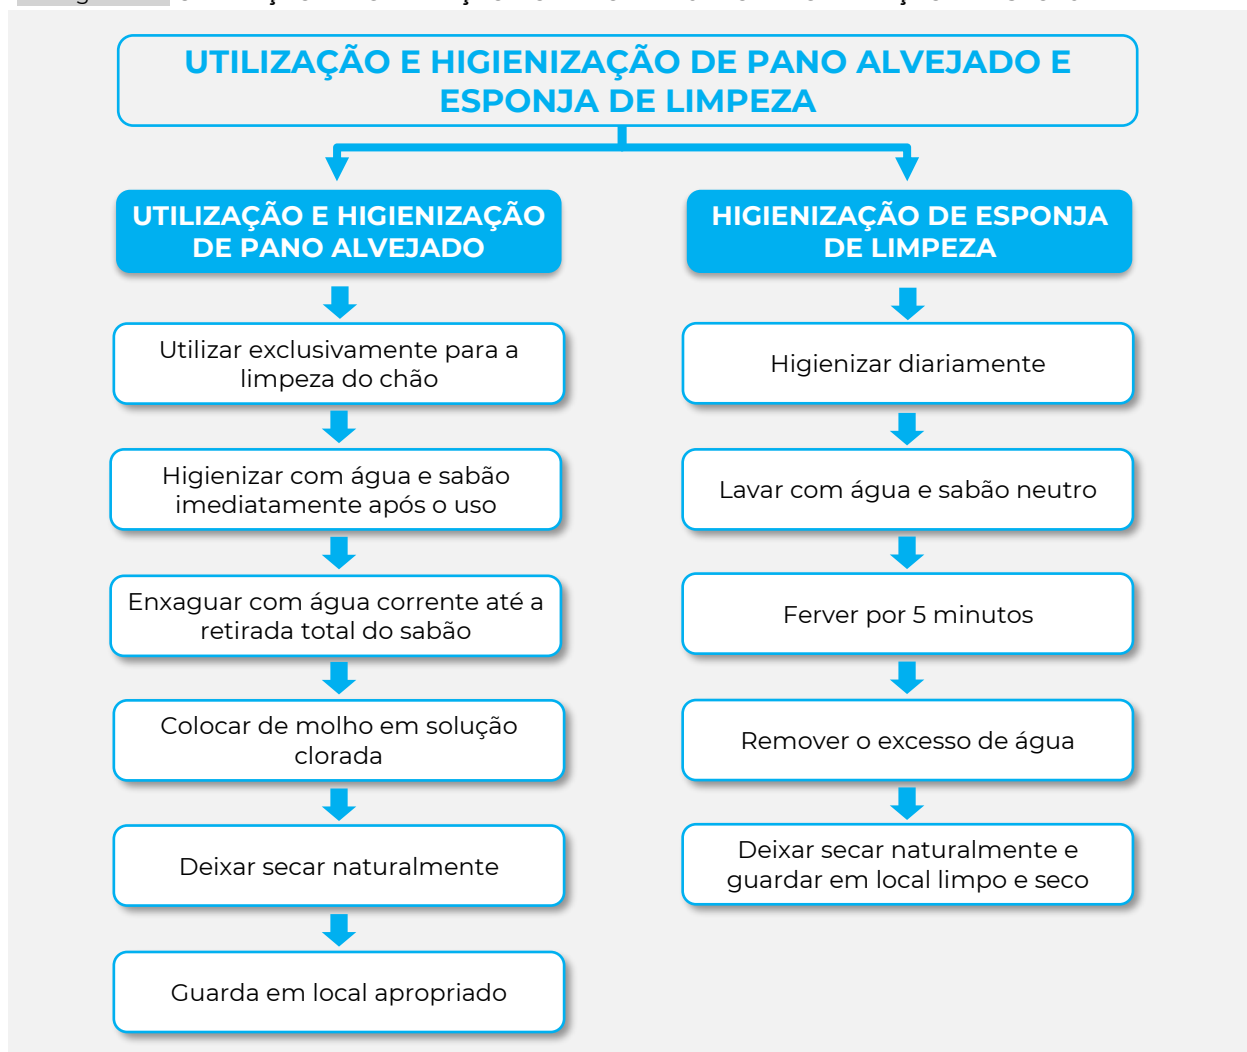 UTILIZAÇÃO E HIGIENIZAÇÃO DE PANO ALVEJADO E
ESPONJA DE LIMPEZA
UTILIZAÇÃO E HIGIENIZAÇÃO
DE PANO ALVEJADO
Utilizar exclusivamente para a
limpeza do chão
Higienizar com água e sabão
imediatamente após o uso
Enxaguar com água corrente até a
retirada total do sabão
Colocar de molho em solução
clorada
Deixar secar naturalmente
Guarda em local apropriado
HIGIENIZAÇÃO DE ESPONJA
DE LIMPEZA
Higienizar diariamente
Lavar com água e sabão neutro
Ferver por 5 minutos
Remover o excesso de água
Deixar secar naturalmente e
guardar em local limpo e seco